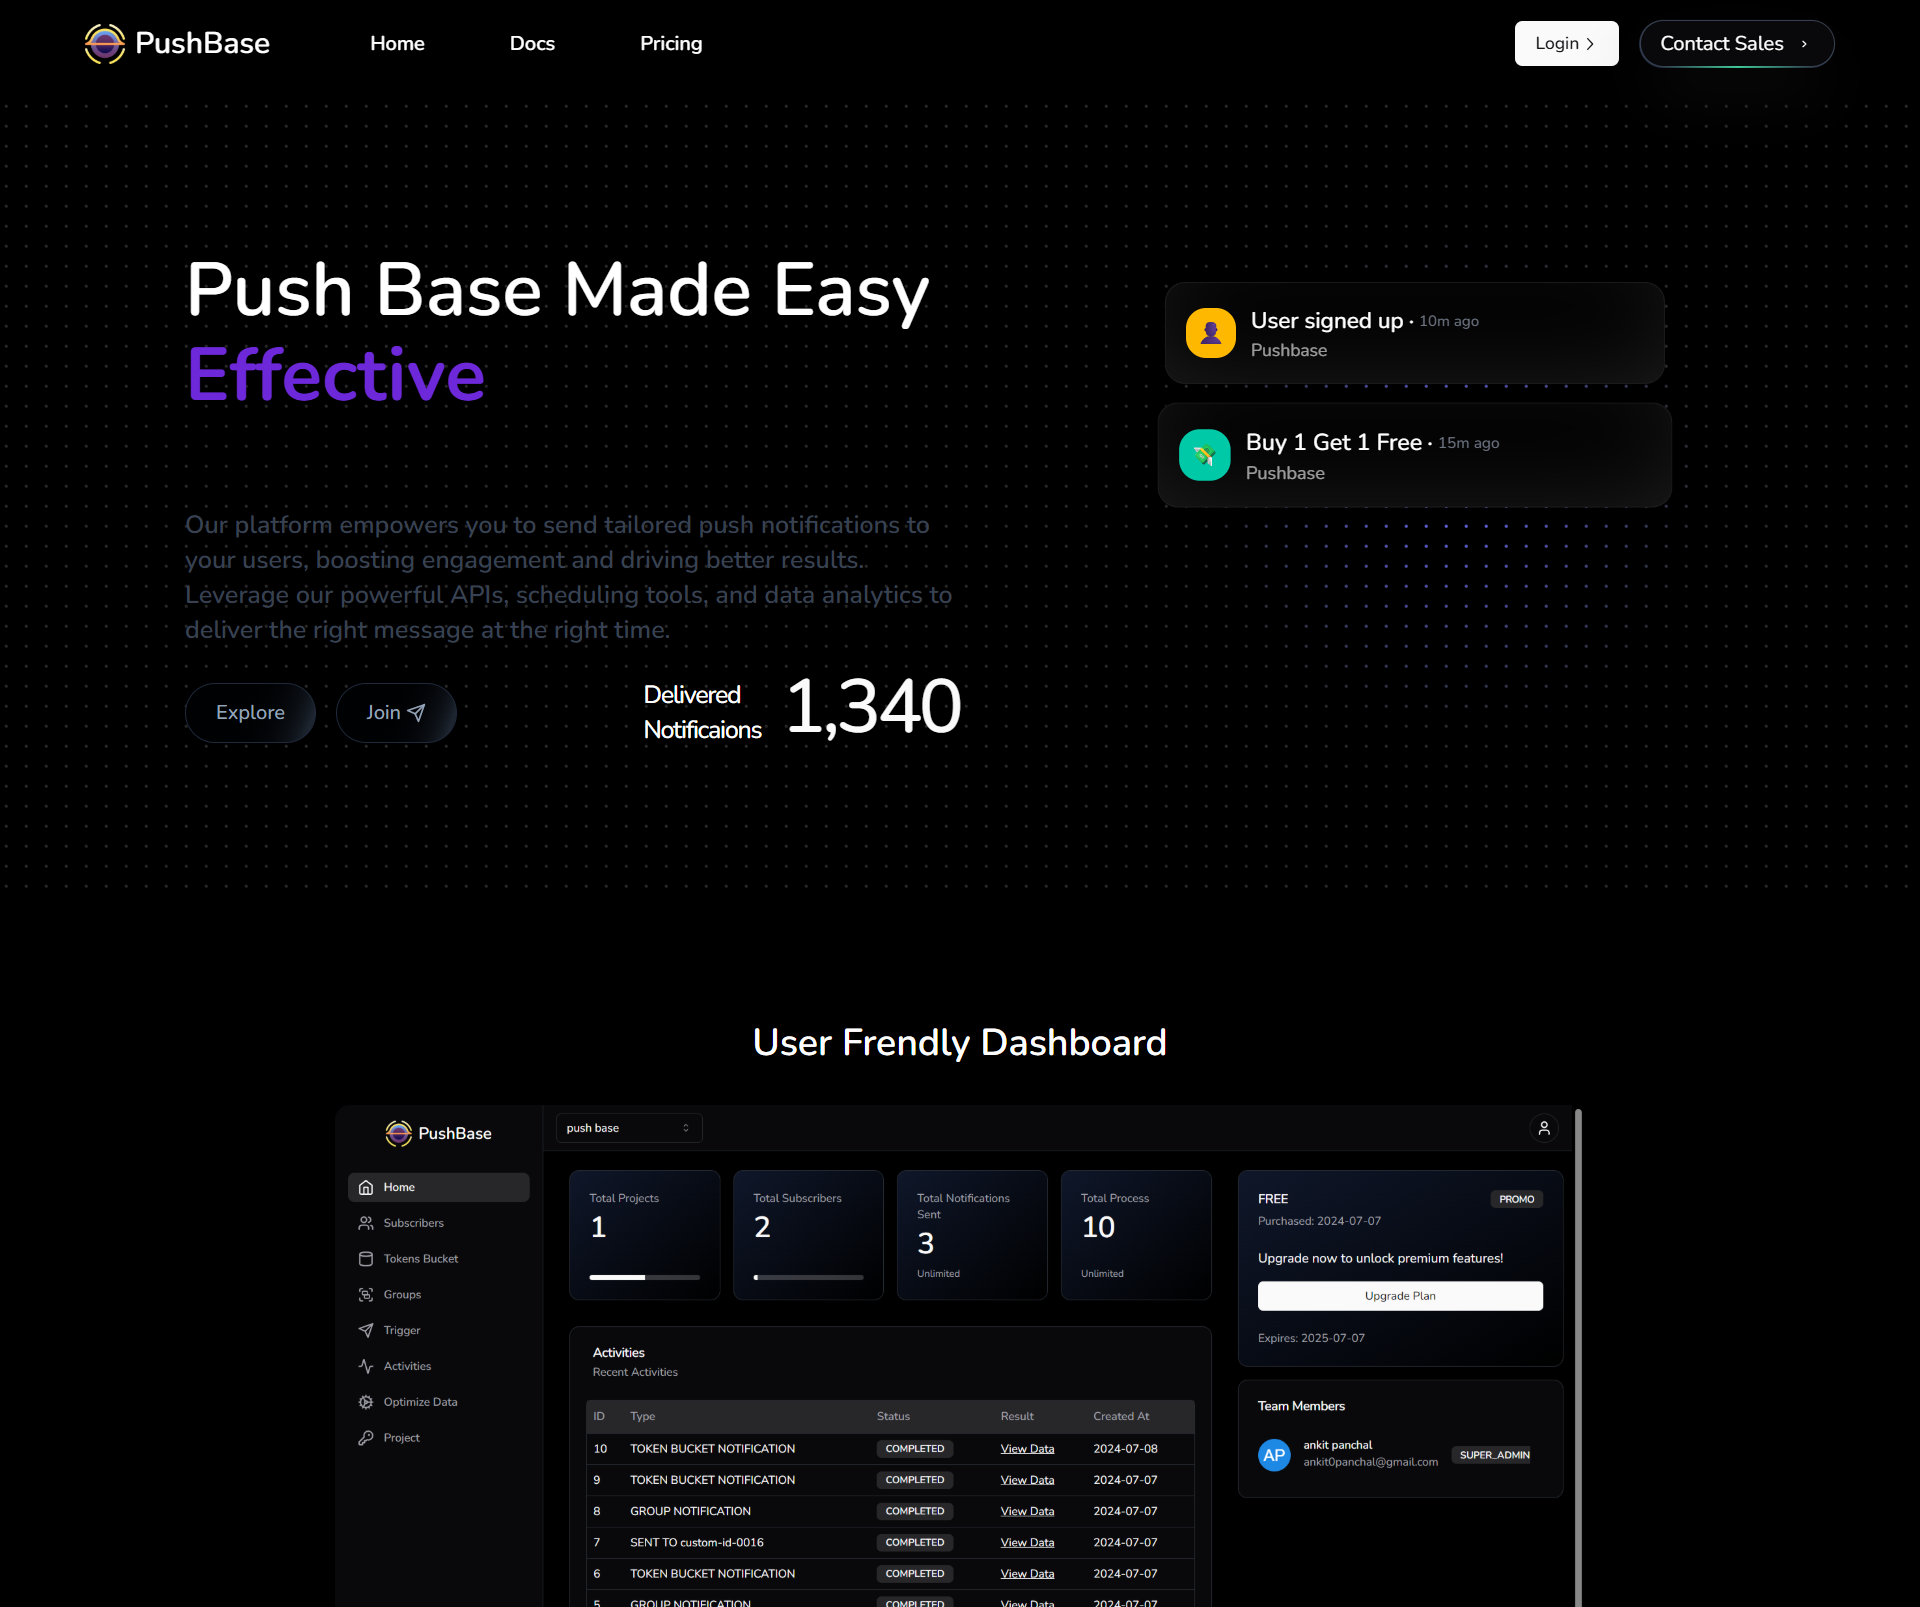 PushBase
Home
Docs
Pricing
Login
Contact Sales
Push Base Made Easy
Effective
Our platform empowers you to send tailored push notifications to
your users, boosting engagement and driving better results.
Leverage our powerful APIs, scheduling tools, and data analytics to
deliver the right message at the right time.
Explore
Join
Delivered
Notificaions
1,340
User signed up · 10m ago
Pushbase
Buy 1 Get 1 Free · 15m ago
Pushbase
User Frendly Dashboard
PushBase
Home
Subscribers
Tokens Bucket
Groups
Trigger
Activities
Optimize Data
Project
push base
Total Projects
1
Total Subscribers
2
Total Notifications
Sent
3
Unlimited
Total Process
10
Unlimited
Activities
Recent Activities
ID Type Status Result Created At
10 TOKEN BUCKET NOTIFICATION COMPLETED View Data 2024-07-08
9 TOKEN BUCKET NOTIFICATION COMPLETED View Data 2024-07-07
8 GROUP NOTIFICATION COMPLETED View Data 2024-07-07
7 SENT TO custom-id-0016 COMPLETED View Data 2024-07-07
6 TOKEN BUCKET NOTIFICATION COMPLETED View Data 2024-07-07
5 GROUP NOTIFICATION COMPLETED View Data 2024-07-07
FREE PROMO
Purchased: 2024-07-07
Upgrade now to unlock premium features!
Upgrade Plan
Expires: 2025-07-07
Team Members
AP
ankit panchal
ankit0panchal@gmail.com
SUPER_ADMIN